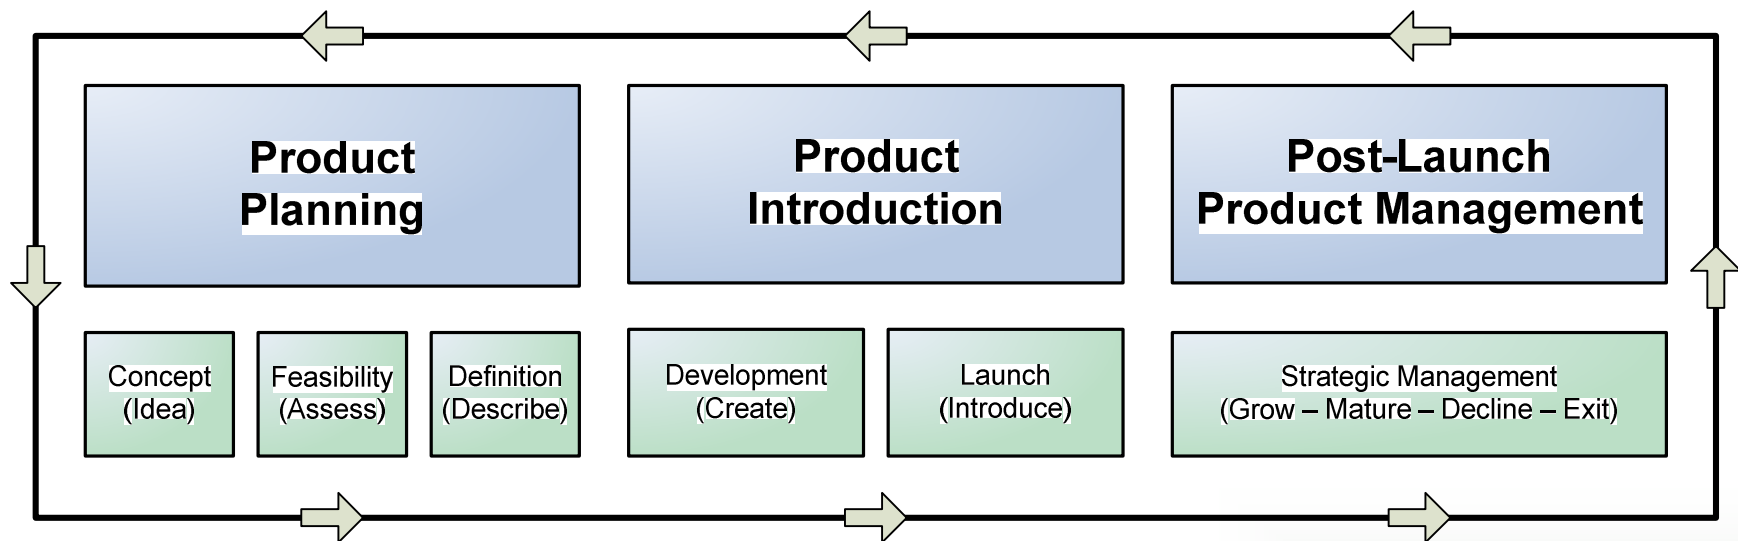 Product
Planning
Product
Introduction
Post-Launch
Product Management
Concept
(Idea)
Feasibility
(Assess)
Definition
(Describe)
Development
(Create)
Launch
(Introduce)
Strategic Management
(Grow – Mature – Decline – Exit)